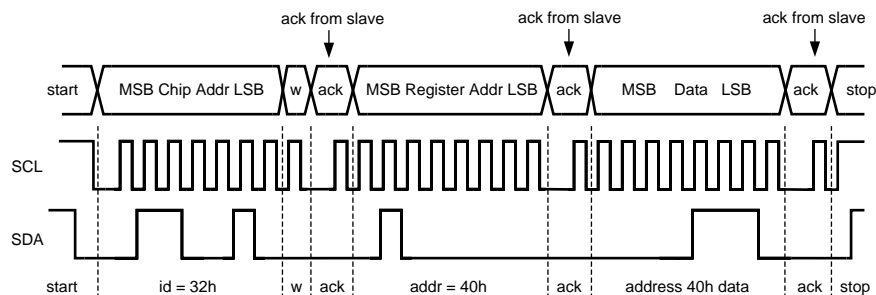 ack from slave ack from slave ack from slave
start MSB Chip Addr LSB w ack MSB Register Addr LSB ack MSB Data LSB ack stop
SCL
SDA
start id = 32h w ack addr = 40h ack address 40h data ack stop